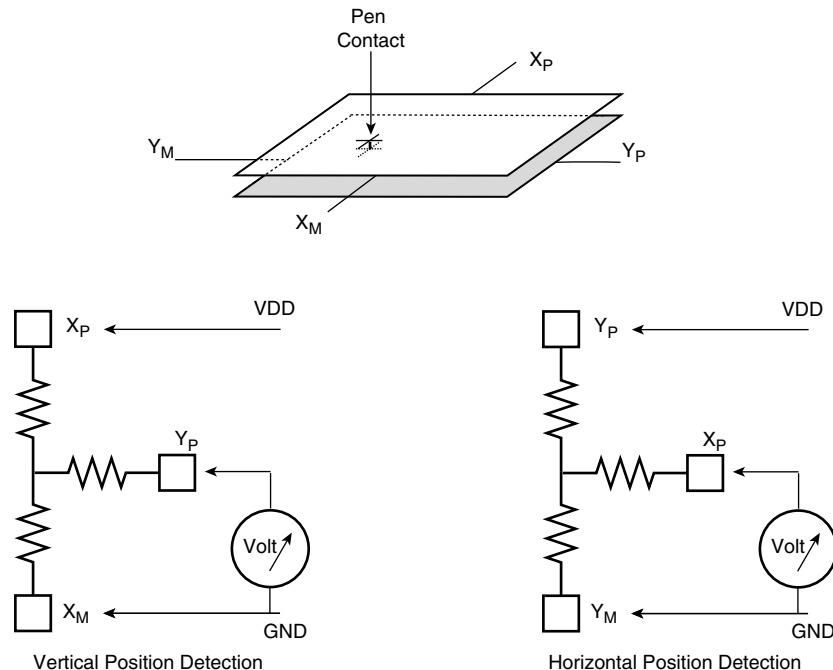 Pen
Contact
X_P
Y_M
Y_P
X_M
VDD
X_P
Y_P
Volt
X_M
GND
Vertical Position Detection
VDD
Y_P
X_P
Volt
Y_M
GND
Horizontal Position Detection